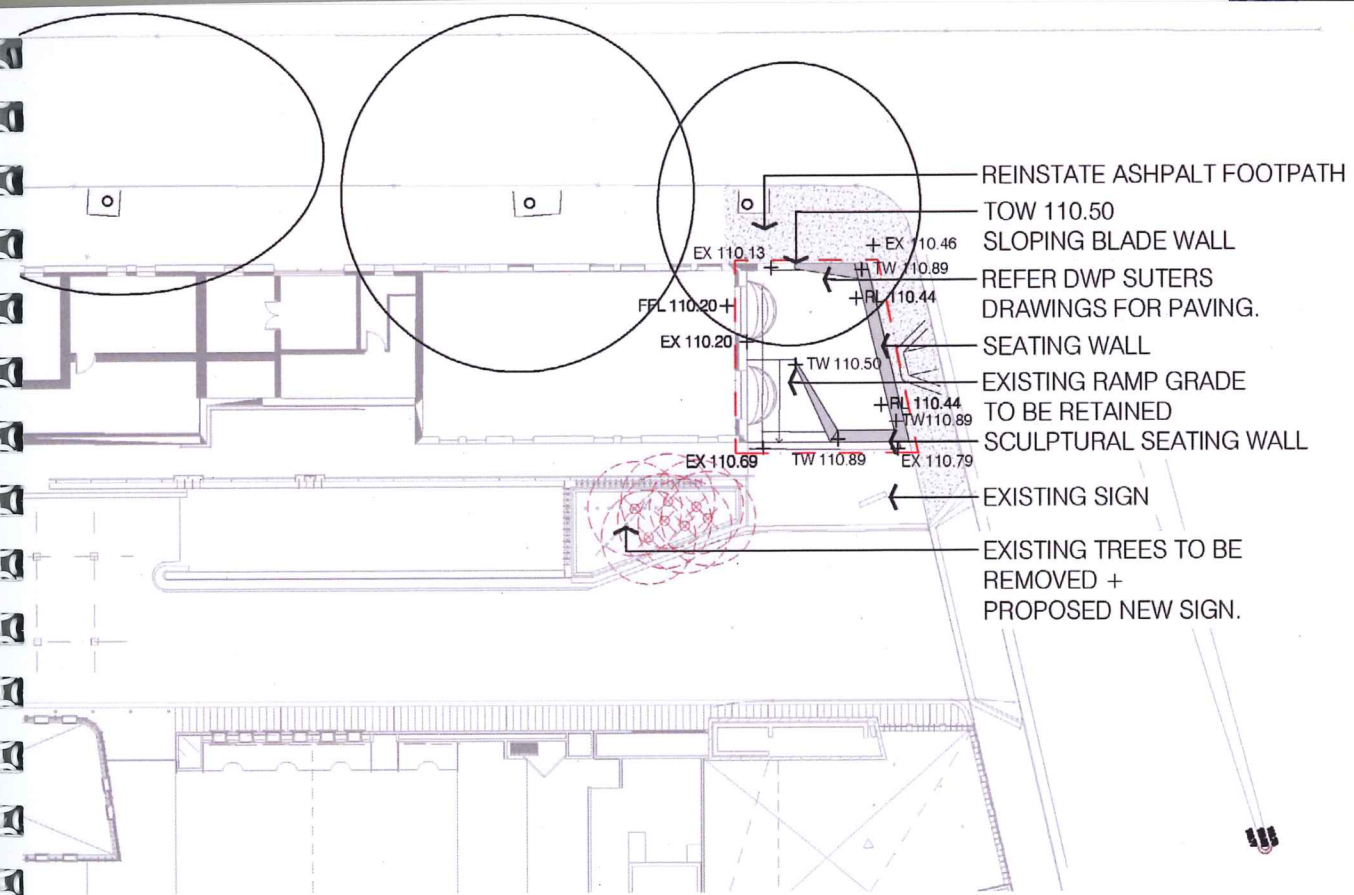 REINSTATE ASHPALT FOOTPATH
TOW 110.50
SLOPING BLADE WALL
REFER DWP SUTERS
DRAWINGS FOR PAVING.
SEATING WALL
EXISTING RAMP GRADE
TO BE RETAINED
SCULPTURAL SEATING WALL
EXISTING SIGN
EXISTING TREES TO BE
REMOVED +
PROPOSED NEW SIGN.
EX 110.46
EX 110.13
TW 110.89
RL 110.44
FFL 110.20
EX 110.20
TW 110.50
RL 110.44
TW110.89
EX 110.69
TW 110.89
EX 110.79